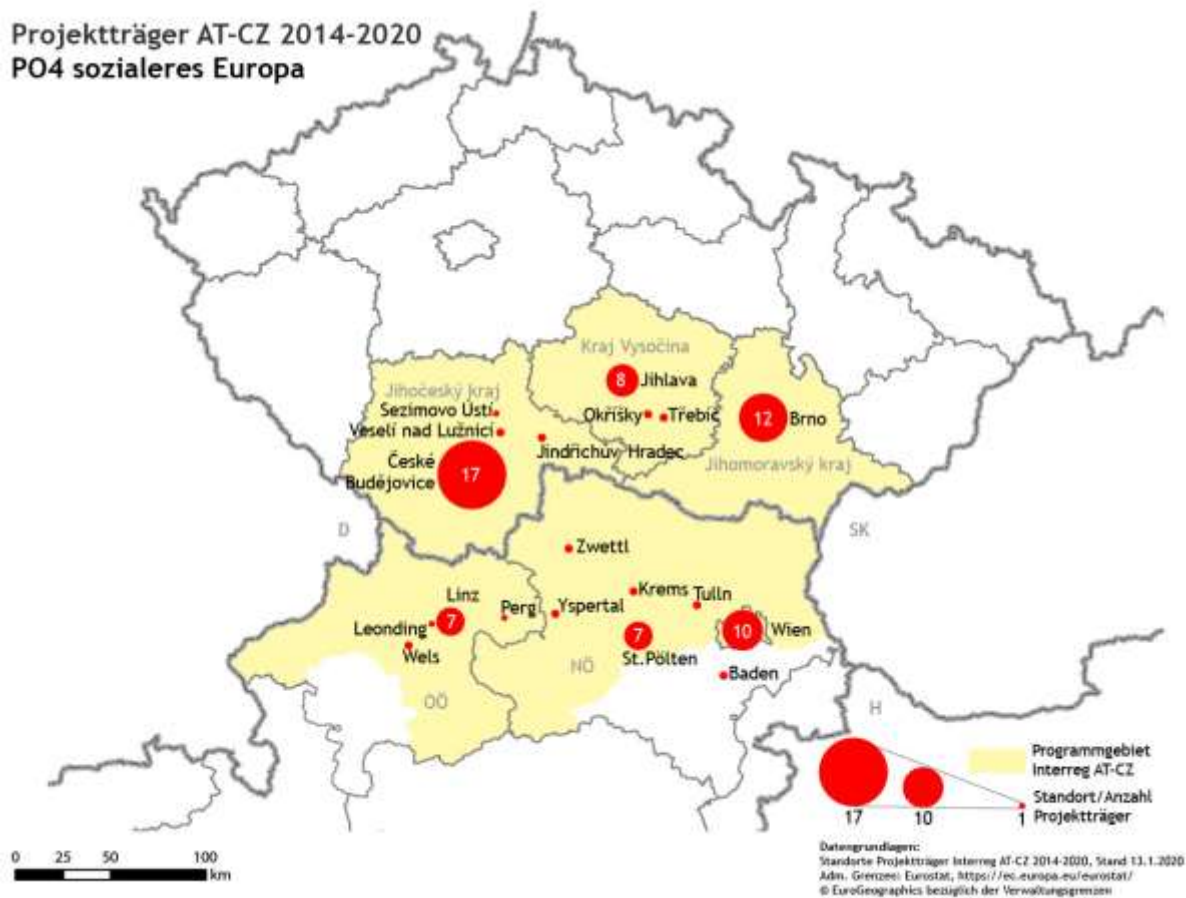 Projektträger AT-CZ 2014-2020
PO4 sozialeres Europa
Kraj Vysočina
8 Jihlava
Jihočeský kraj
Sezimovo Ústí
Okříšky
Třebíč
12 Brno
Veselí nad Lužnicí
Jindřichův Hradec
České
Budějovice
17
Jihomoravský kraj
D
SK
Zwettl
Linz
7
Perg
Yspertal
Krems
Tulln
Leonding
Wels
7
St.Pölten
10 Wien
NÖ
Baden
OÖ
H
Programmgebiet
Interreg AT-CZ
Standort/Anzahl
Projektträger
17 10 1
0 25 50 100
km
Datengrundlagen:
Standorte Projektträger Interreg AT-CZ 2014-2020, Stand 13.1.2020
Adm. Grenzen: Eurostat, https://ec.europa.eu/eurostat/
© EuroGeographics bezüglich der Verwaltungsgrenzen